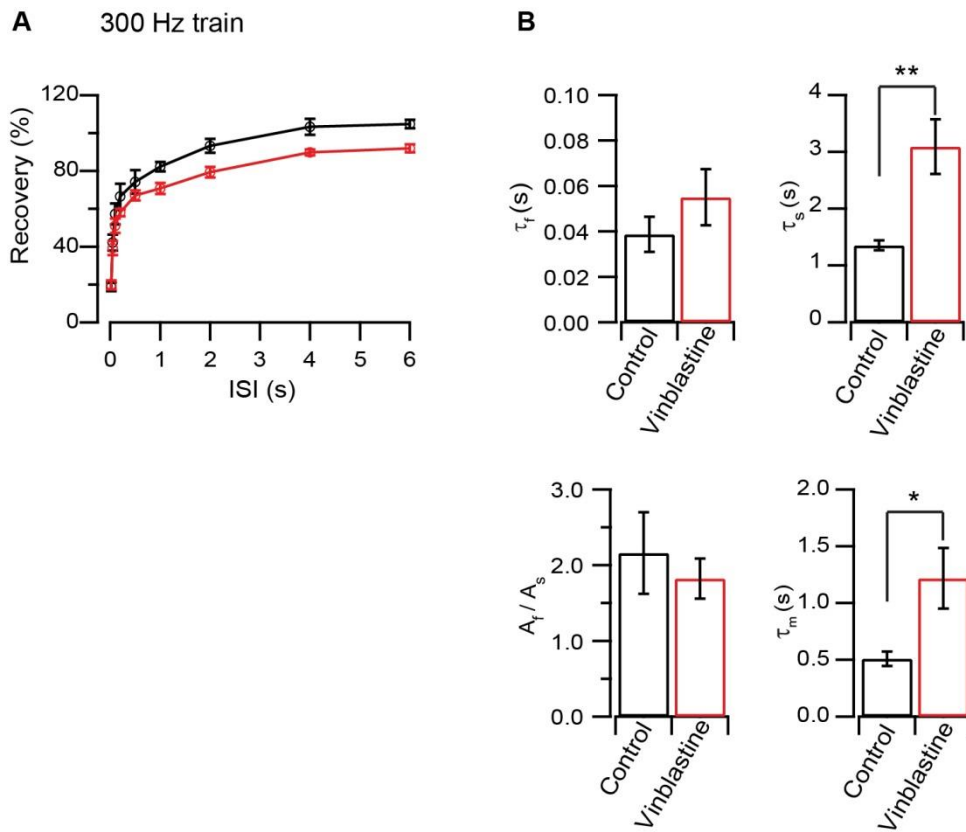 A 300 Hz train
Recovery (%)
120
80
40
0
0 1 2 3 4 5 6
ISI (s)
B
τf (s)
0.10
0.08
0.06
0.04
0.02
0.00
Control
Vinblastine
τs (s)
4
3
2
1
0
**
Control
Vinblastine
Af / As
3.0
2.0
1.0
0.0
Control
Vinblastine
τm (s)
2.0
1.5
1.0
0.5
0.0
*
Control
Vinblastine